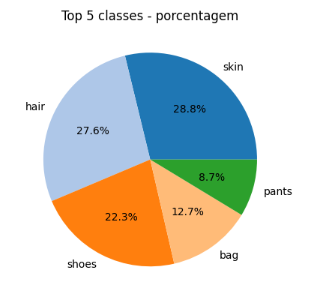 Top 5 classes - porcentagem
skin
28.8%
hair
27.6%
shoes
22.3%
bag
12.7%
pants
8.7%